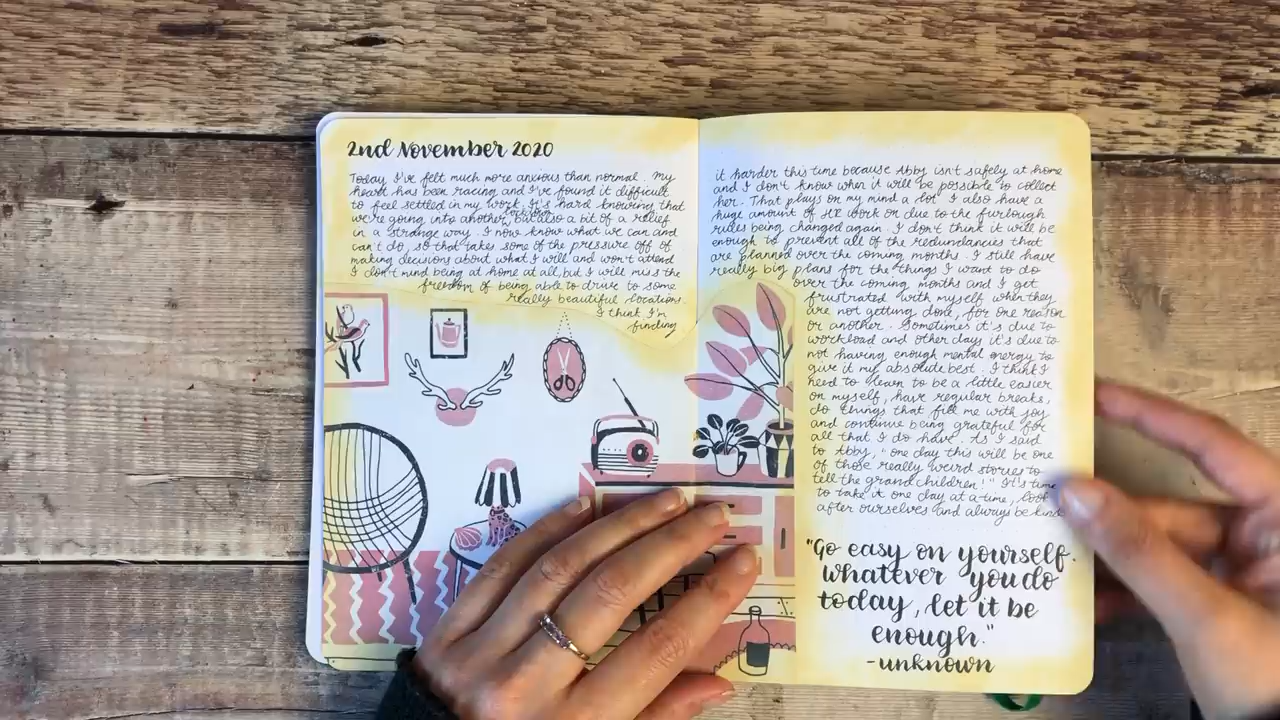 2nd November 2020
Today I've felt much more anxious than normal. My
heart has been racing and I've found it difficult
to feel settled in my work. It's hard knowing that
we're going into another, but also a bit of a relief
in a strange way. I now know what we can and
can't do, so that takes some of the pressure off of
making decisions about what I will and won't attend
I don't mind being at home at all, but I will miss the
freedom of being able to drive to some
really beautiful locations.
I think I'm
finding
it harder this time because Abby isn't safely at home
and I don't know when it will be possible to collect
her. That plays on my mind a lot. I also have a
huge amount of HR work on due to the furlough
rules being changed again. I don't think it will be
enough to prevent all of the redundancies that
are planned over the coming months. I still have
really big plans for the things I want to do
over the coming months and I get
frustrated with myself when they
are not getting done, for one reason
or another. Sometimes it's due to
workload and other days it's due to
not having enough mental energy to
give it my absolute best. I think I
need to learn to be a little easier
on myself, have regular breaks,
do things that fill me with joy
and continue being grateful for
all that I do have. As I said
to Abby, "one day this will be one
of those really weird stories to
tell the grandchildren!" It's time
to take it one day at a time, look
after ourselves and always be kind
"Go easy on yourself.
Whatever you do
today, let it be
enough."
-unknown